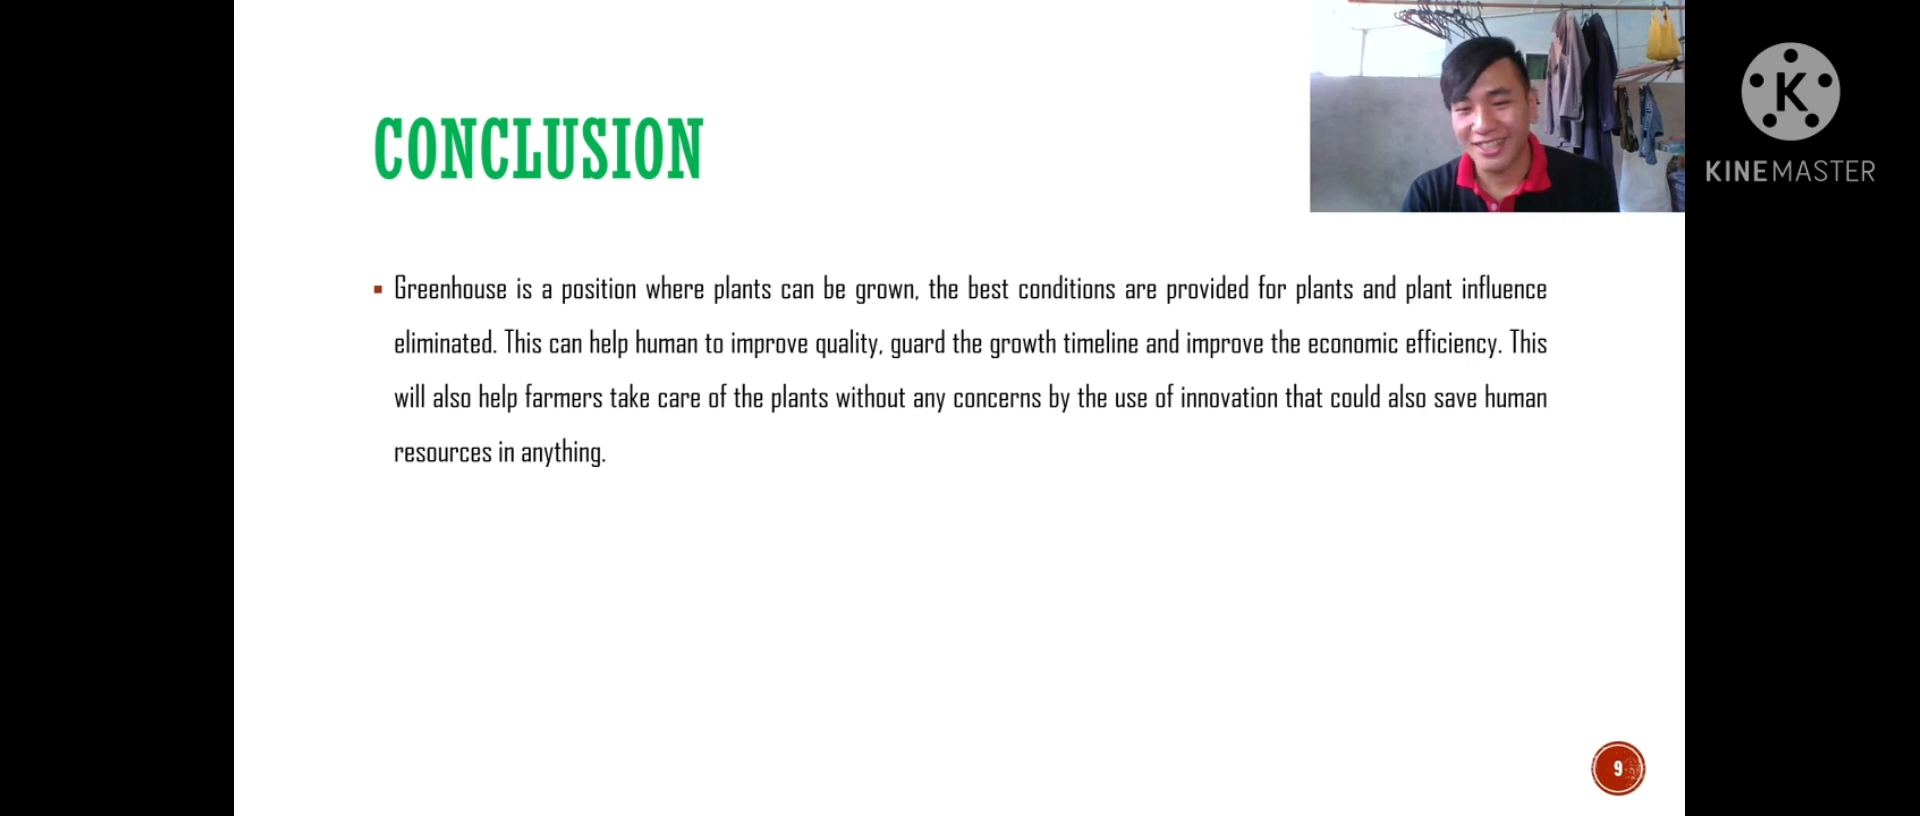 CONCLUSION
K
KINEMASTER
▪ Greenhouse is a position where plants can be grown, the best conditions are provided for plants and plant influence
eliminated. This can help human to improve quality, guard the growth timeline and improve the economic efficiency. This
will also help farmers take care of the plants without any concerns by the use of innovation that could also save human
resources in anything.
9